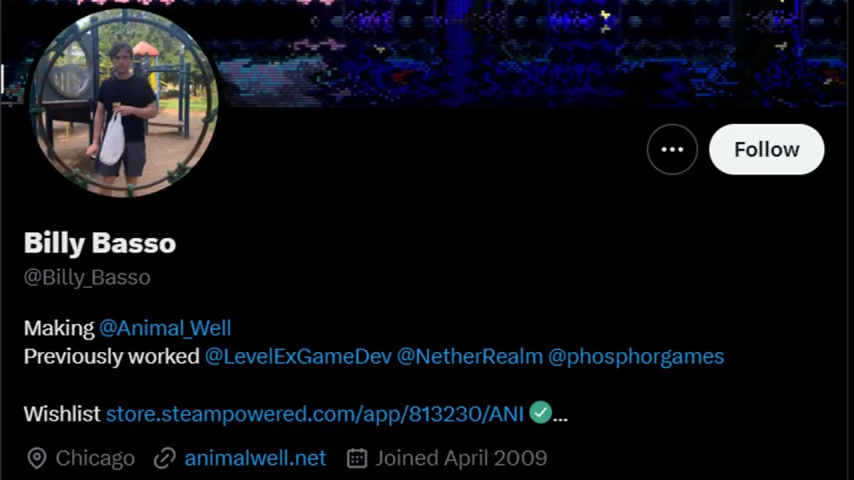 Follow
Billy Basso
@Billy_Basso
Making @Animal_Well
Previously worked @LevelExGameDev @NetherRealm @phosphorgames
Wishlist store.steampowered.com/app/813230/ANI ...
Chicago animalwell.net Joined April 2009